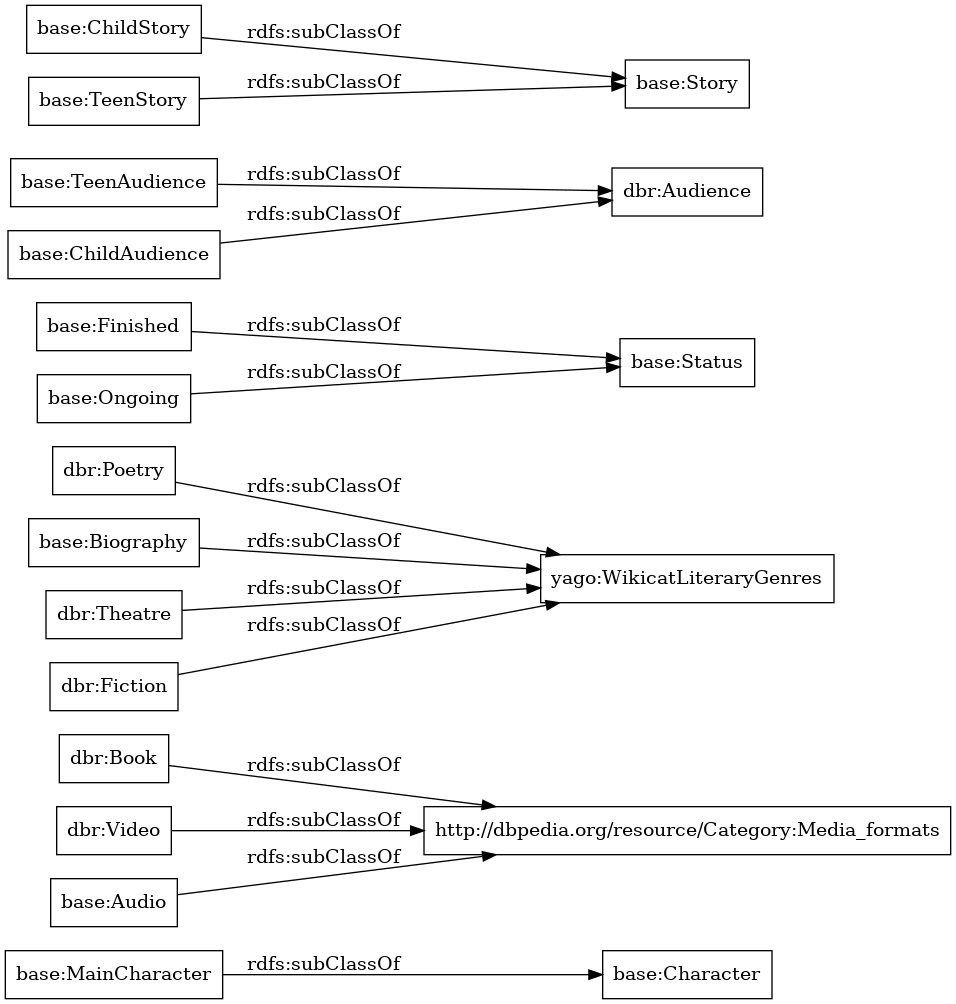 base:ChildStory
rdfs:subClassOf
base:TeenStory
rdfs:subClassOf
base:Story
base:TeenAudience
rdfs:subClassOf
base:ChildAudience
rdfs:subClassOf
dbr:Audience
base:Finished
rdfs:subClassOf
base:Ongoing
rdfs:subClassOf
base:Status
dbr:Poetry
rdfs:subClassOf
base:Biography
rdfs:subClassOf
dbr:Theatre
rdfs:subClassOf
dbr:Fiction
rdfs:subClassOf
yago:WikicatLiteraryGenres
dbr:Book
rdfs:subClassOf
dbr:Video
rdfs:subClassOf
base:Audio
rdfs:subClassOf
http://dbpedia.org/resource/Category:Media_formats
base:MainCharacter
rdfs:subClassOf
base:Character